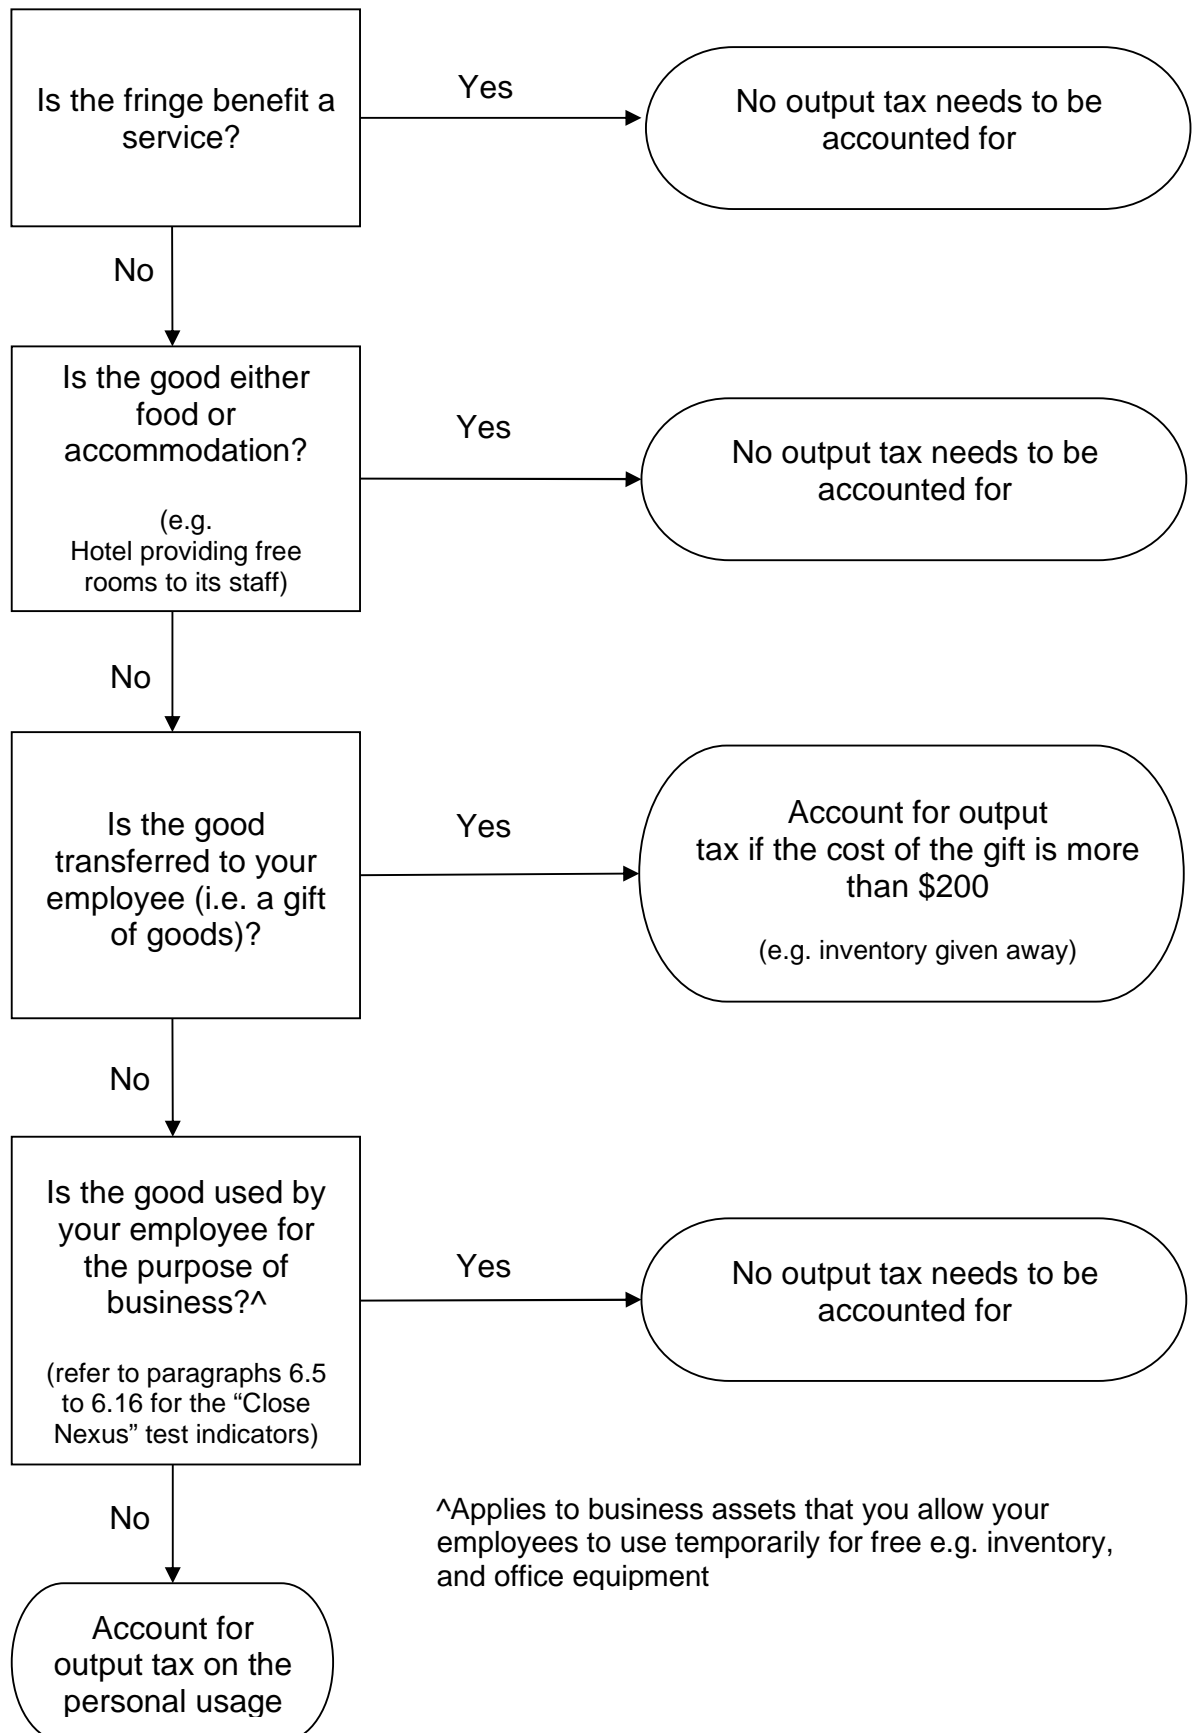 Is the fringe benefit a
service?
Yes
No output tax needs to be
accounted for
No
Is the good either
food or
accommodation?
(e.g.
Hotel providing free
rooms to its staff)
Yes
No output tax needs to be
accounted for
No
Is the good
transferred to your
employee (i.e. a gift
of goods)?
Yes
Account for output
tax if the cost of the gift is more
than $200
(e.g. inventory given away)
No
Is the good used by
your employee for
the purpose of
business?^
(refer to paragraphs 6.5
to 6.16 for the “Close
Nexus” test indicators)
Yes
No output tax needs to be
accounted for
No
^Applies to business assets that you allow your
employees to use temporarily for free e.g. inventory,
and office equipment
Account for
output tax on the
personal usage